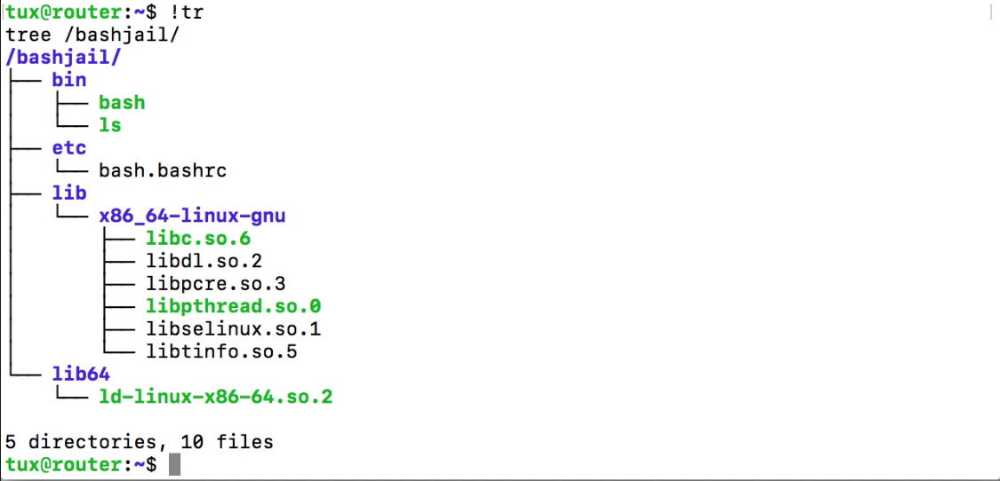 tux@router:~$ !tr
tree /bashjail/
/bashjail/
├── bin
│   ├── bash
│   └── ls
├── etc
│   └── bash.bashrc
├── lib
│   └── x86_64-linux-gnu
│       ├── libc.so.6
│       ├── libdl.so.2
│       ├── libpcre.so.3
│       ├── libpthread.so.0
│       ├── libselinux.so.1
│       └── libtinfo.so.5
└── lib64
    └── ld-linux-x86-64.so.2
5 directories, 10 files
tux@router:~$